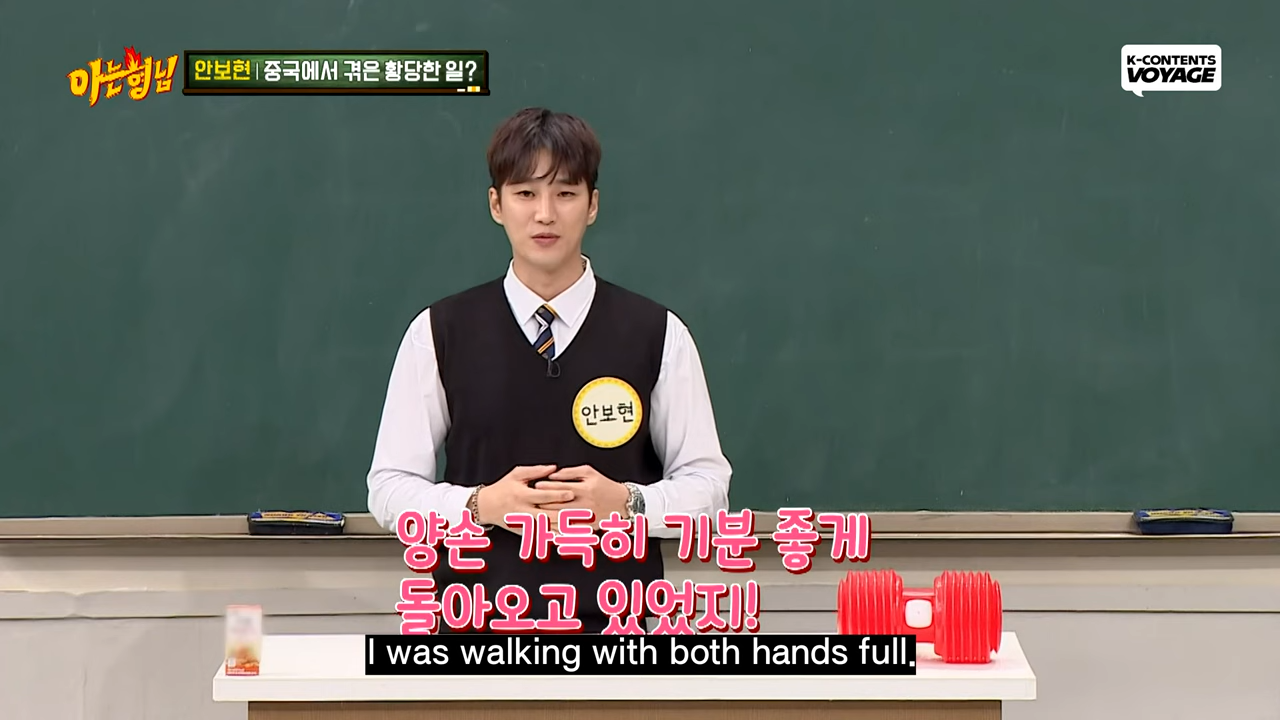 아는형님
안보현 | 중국에서 겪은 황당한 일?
K-CONTENTS
VOYAGE
안보현
양손 가득히 기분 좋게
돌아오고 있었지!
I was walking with both hands full.